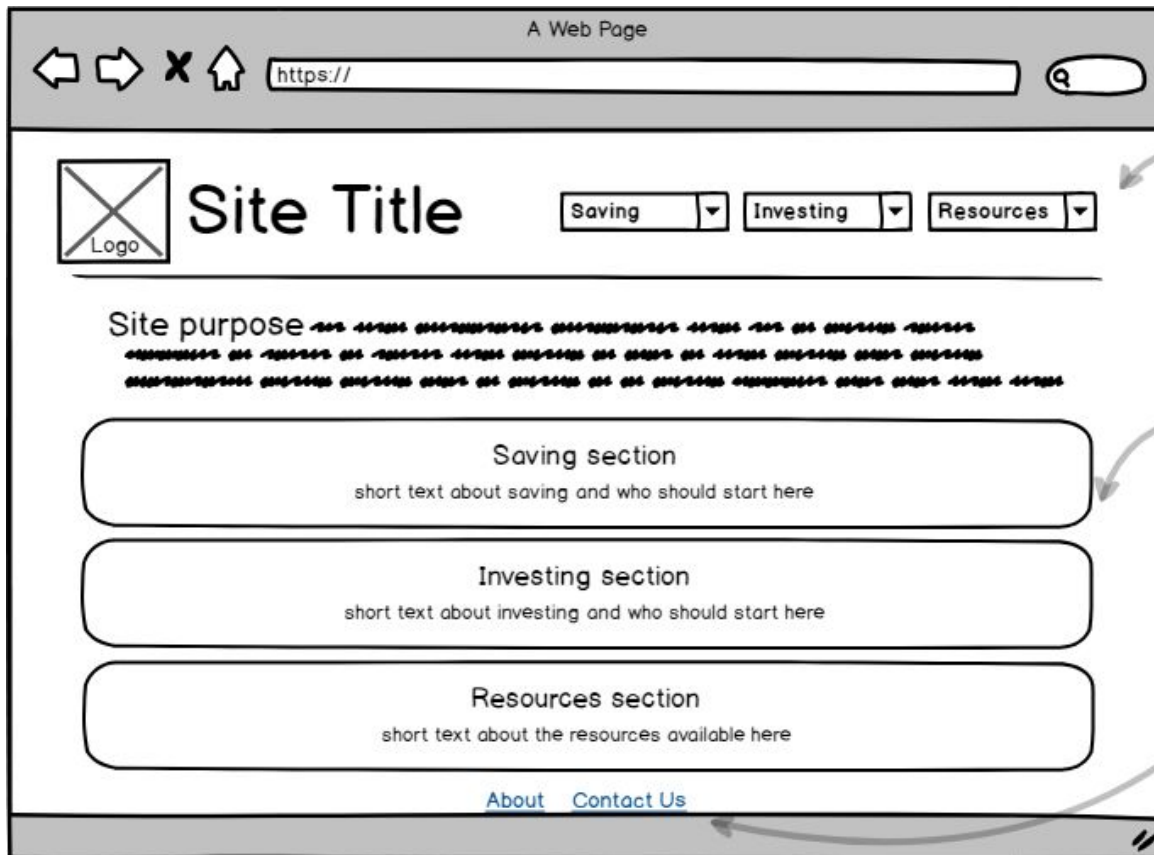 A Web Page
https://
Logo
Site Title
Saving
Investing
Resources
Site purpose
Saving section
short text about saving and who should start here
Investing section
short text about investing and who should start here
Resources section
short text about the resources available here
About Contact Us